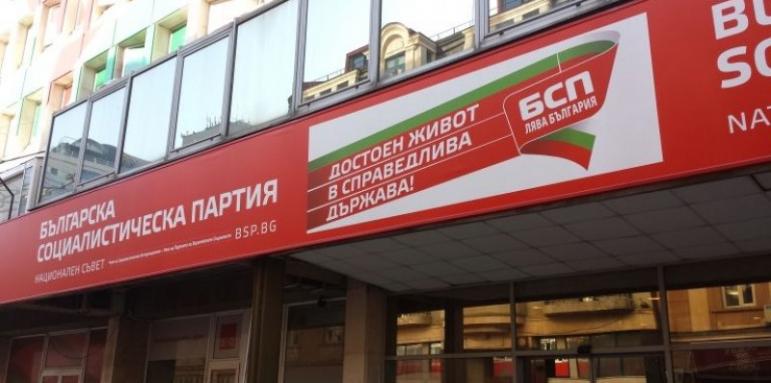 БЪЛГАРСКА
СОЦИАЛИСТИЧЕСКА ПАРТИЯ
НАЦИОНАЛЕН СЪВЕТ
BSP.BG
ДОСТОЕН ЖИВОТ
В СПРАВЕДЛИВА
ДЪРЖАВА!
БСП
ЛЯВА БЪЛГАРИЯ
BU
SO
NAT